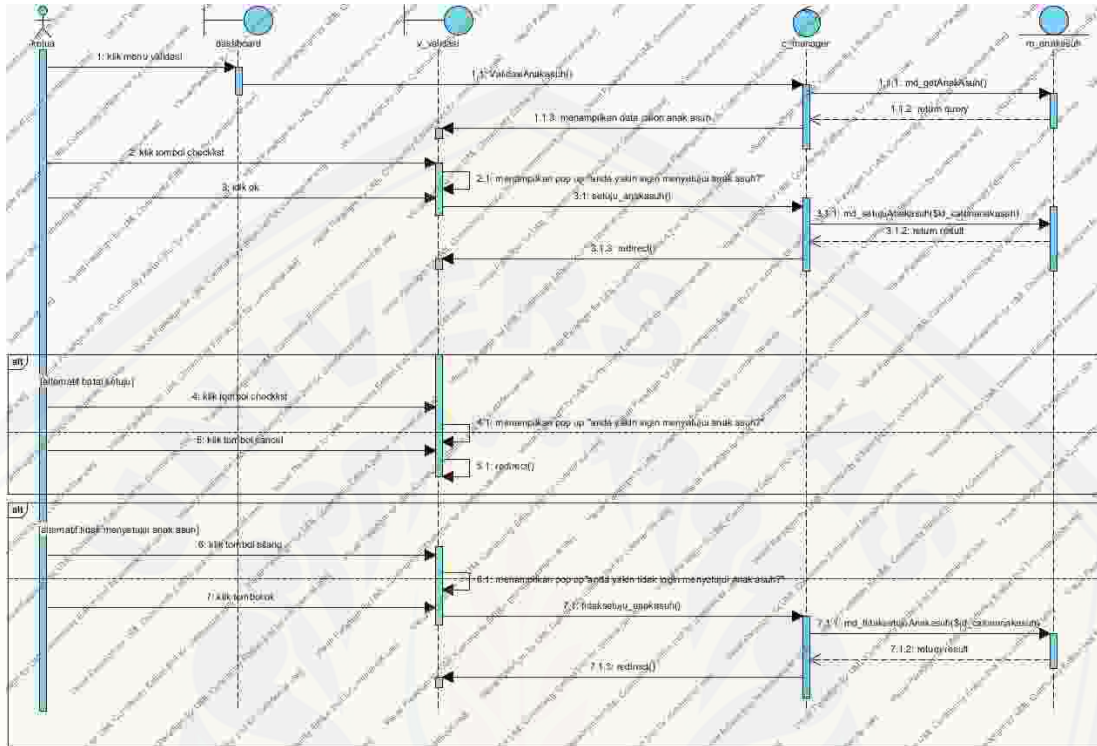 ketua
dashboard
v_validasi
c_manager
m_anakasuh
1: klik menu validasi
1.1: ValidasiAnakasuh()
1.1.1: md_getAnakAsuh()
1.1.2: return query
1.1.3: menampilkan data calon anak asuh
2: klik tombol checklist
2.1: menampilkan pop up "anda yakin ingin menyetujui anak asuh?"
3: klik ok
3.1: setuju_anakasuh()
3.1.1: md_setujuAnakasuh($id_calonanakasuh)
3.1.2: return result
3.1.3: redirect()
alt
[alternatif batal setuju]
4: klik tombol checklist
4.1: menampilkan pop up "anda yakin ingin menyetujui anak asuh?"
5: klik tombol cancel
5.1: redirect()
alt
[alternatif tidak menyetujui anak asuh]
6: klik tombol silang
6.1: menampilkan pop up "anda yakin tidak ingin menyetujui Anak asuh?"
7: klik tombol ok
7.1: tidaksetuju_anakasuh()
7.1.1: md_tidaksetujuAnakasuh($id_calonanakasuh)
7.1.2: return result
7.1.3: redirect()
UNIVERSITAS